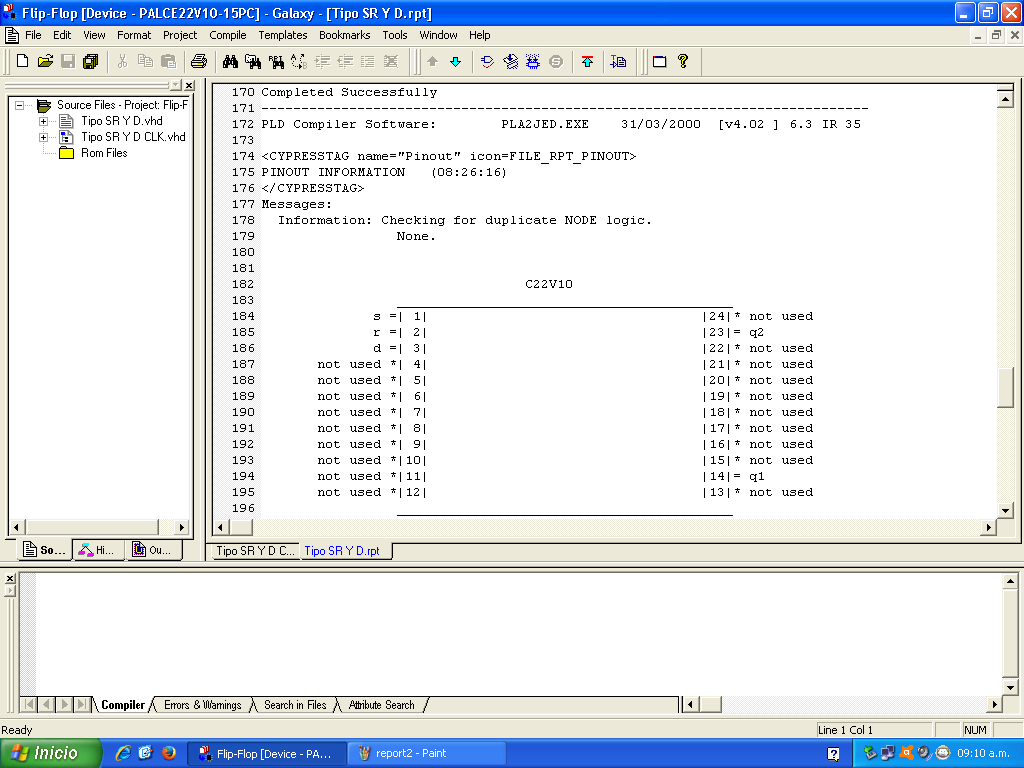 Flip-Flop [Device - PALCE22V10-15PC] - Galaxy - [Tipo SR Y D.rpt]
File Edit View Format Project Compile Templates Bookmarks Tools Window Help
Source Files - Project: Flip-F
Tipo SR Y D.vhd
Tipo SR Y D CLK.vhd
Rom Files
So... Hi... Ou...
170 Completed Successfully
171 ----------------------------------------------------------------------------
172 PLD Compiler Software:        PLA2JED.EXE    31/03/2000  [v4.02 ] 6.3 IR 35
173
174 <CYPRESSTAG name="Pinout" icon=FILE_RPT_PINOUT>
175 PINOUT INFORMATION   (08:26:16)
176 </CYPRESSTAG>
177 Messages:
178   Information: Checking for duplicate NODE logic.
179                  None.
180
181
182                                  C22V10
183                  __________________________________________
184               s =| 1|                                  |24|* not used
185               r =| 2|                                  |23|= q2
186               d =| 3|                                  |22|* not used
187        not used *| 4|                                  |21|* not used
188        not used *| 5|                                  |20|* not used
189        not used *| 6|                                  |19|* not used
190        not used *| 7|                                  |18|* not used
191        not used *| 8|                                  |17|* not used
192        not used *| 9|                                  |16|* not used
193        not used *|10|                                  |15|* not used
194        not used *|11|                                  |14|= q1
195        not used *|12|                                  |13|* not used
196                  __________________________________________
Tipo SR Y D C... Tipo SR Y D.rpt
Compiler Errors & Warnings Search in Files Attribute Search
Ready Line 1 Col 1 NUM
Inicio Flip-Flop [Device - PA... report2 - Paint 09:10 a.m.